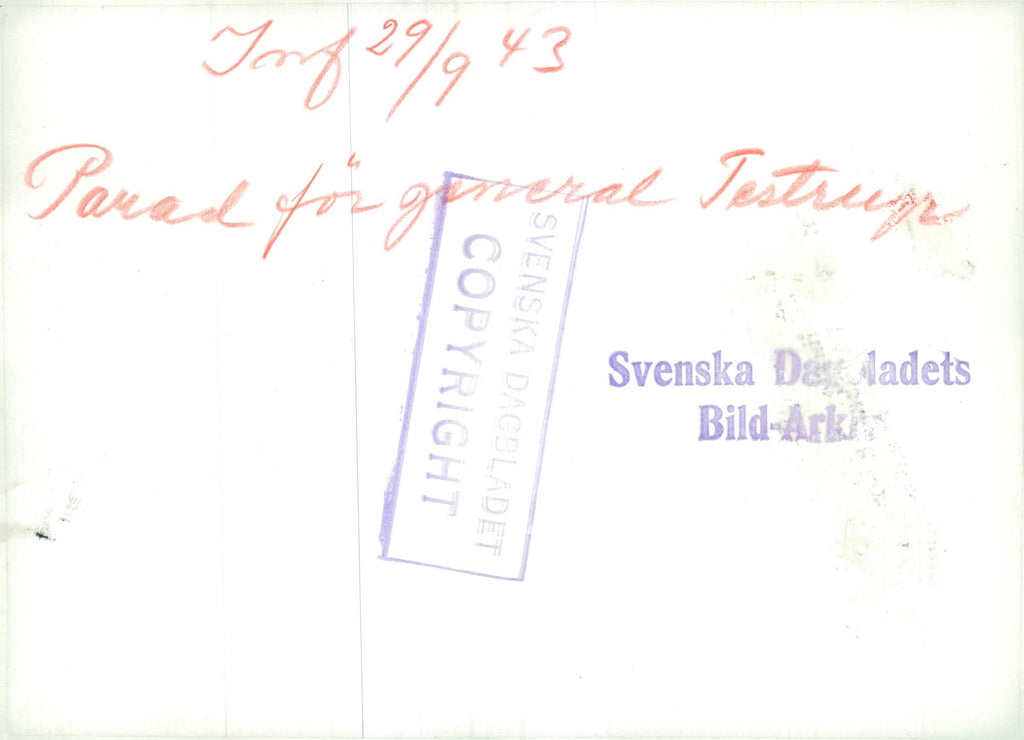 Inf 29/9 43
Parad för general Testrup
SVENSKA DAGBLADET
COPYRIGHT
Svenska Dagbladets
Bild-Arkiv